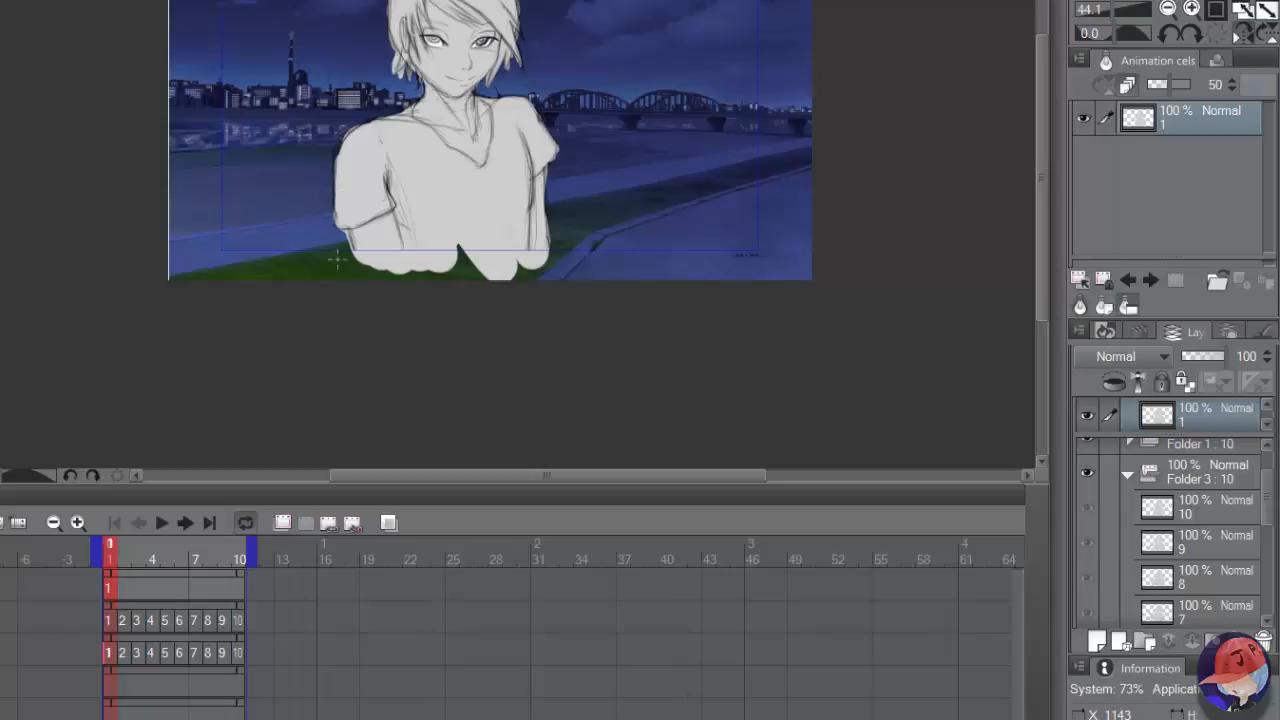 44.1
0.0
Animation cels
50
100 % Normal
1
Lay
Normal
100
100 % Normal
1
Folder 1 : 10
100 % Normal
Folder 3 : 10
100 % Normal
10
100 % Normal
9
100 % Normal
8
100 % Normal
7
Information
System: 73% Applicat
X 1143
H
0 1 2 3 4
-6 -3 1 4 7 10 13 16 19 22 25 28 31 34 37 40 43 46 49 52 55 58 61 64
1
1 2 3 4 5 6 7 8 9 10
1 2 3 4 5 6 7 8 9 10
JP